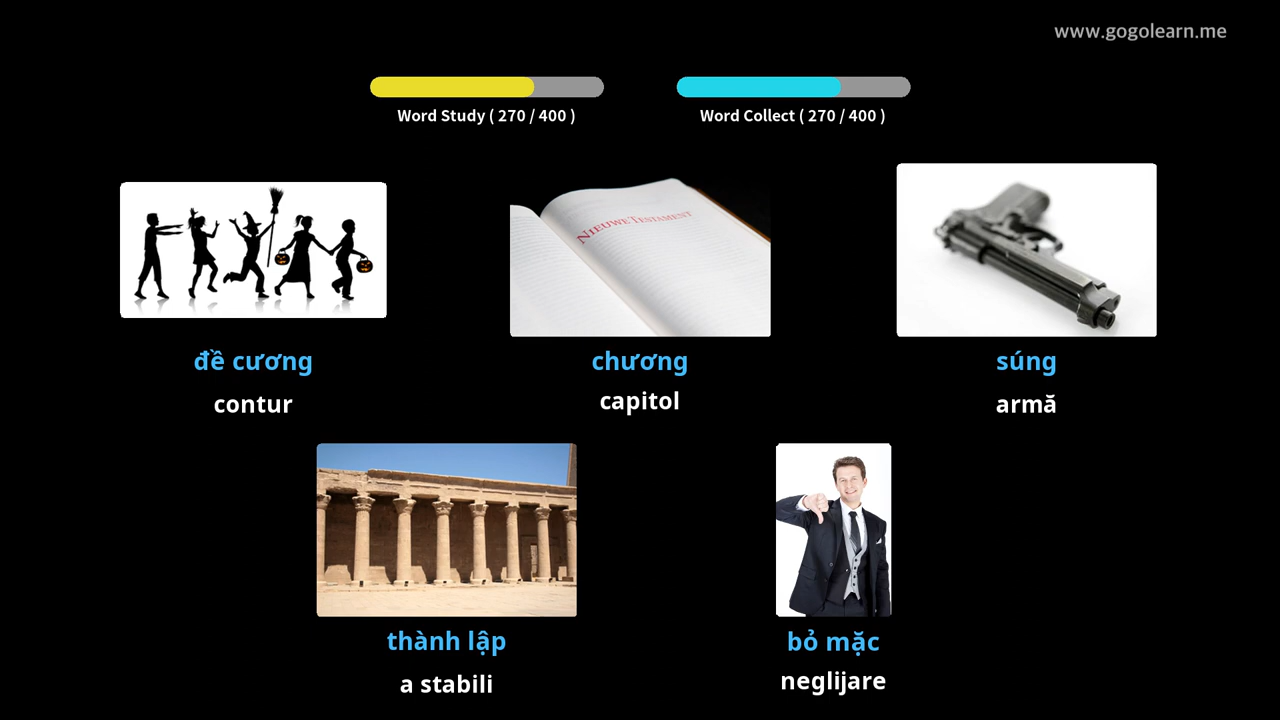 www.gogolearn.me
Word Study ( 270 / 400 )
Word Collect ( 270 / 400 )
NIEUWE TESTAMENT
đề cương
contur
chương
capitol
súng
armă
thành lập
a stabili
bỏ mặc
neglijare